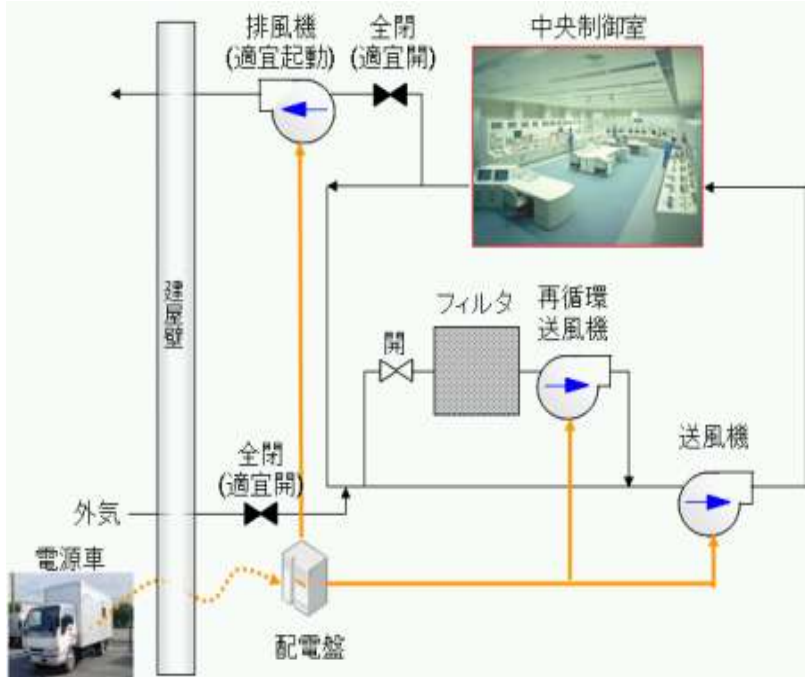 排風機
(適宜起動)
全閉
(適宜開)
中央制御室
建屋壁
フィルタ
再循環
送風機
開
送風機
全閉
(適宜開)
外気
電源車
配電盤